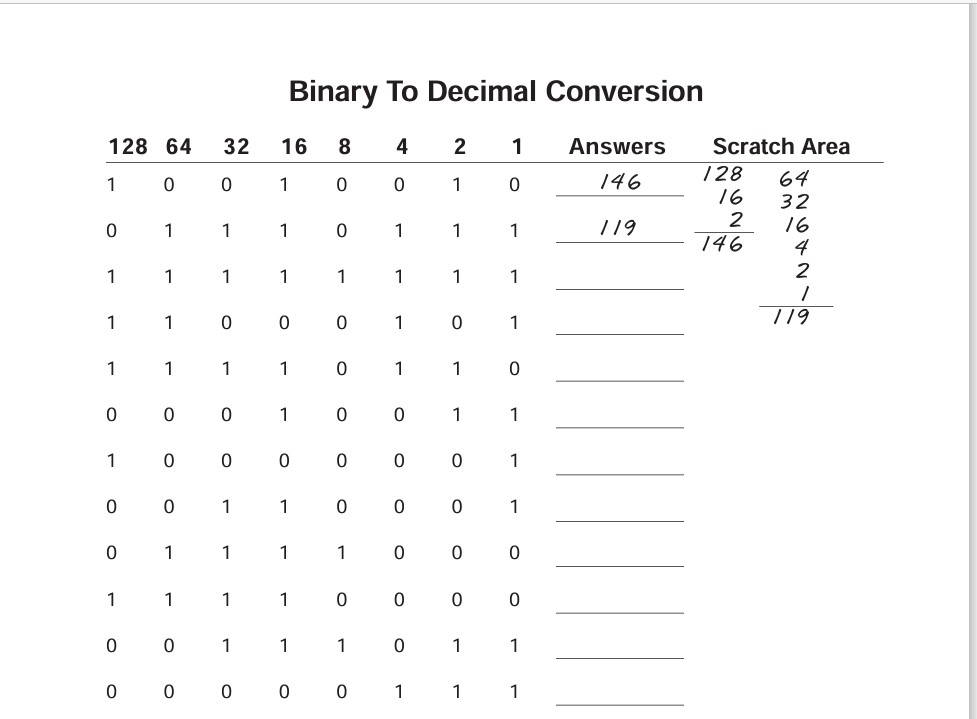 Binary To Decimal Conversion
128 64 32 16 8 4 2 1 Answers Scratch Area
1 0 0 1 0 0 1 0 146 128 64
16 32
0 1 1 1 0 1 1 1 119 2 16
146 4
1 1 1 1 1 1 1 1 2
1
1 1 0 0 0 1 0 1 119
1 1 1 1 0 1 1 0
0 0 0 1 0 0 1 1
1 0 0 0 0 0 0 1
0 0 1 1 0 0 0 1
0 1 1 1 1 0 0 0
1 1 1 1 0 0 0 0
0 0 1 1 1 0 1 1
0 0 0 0 0 1 1 1